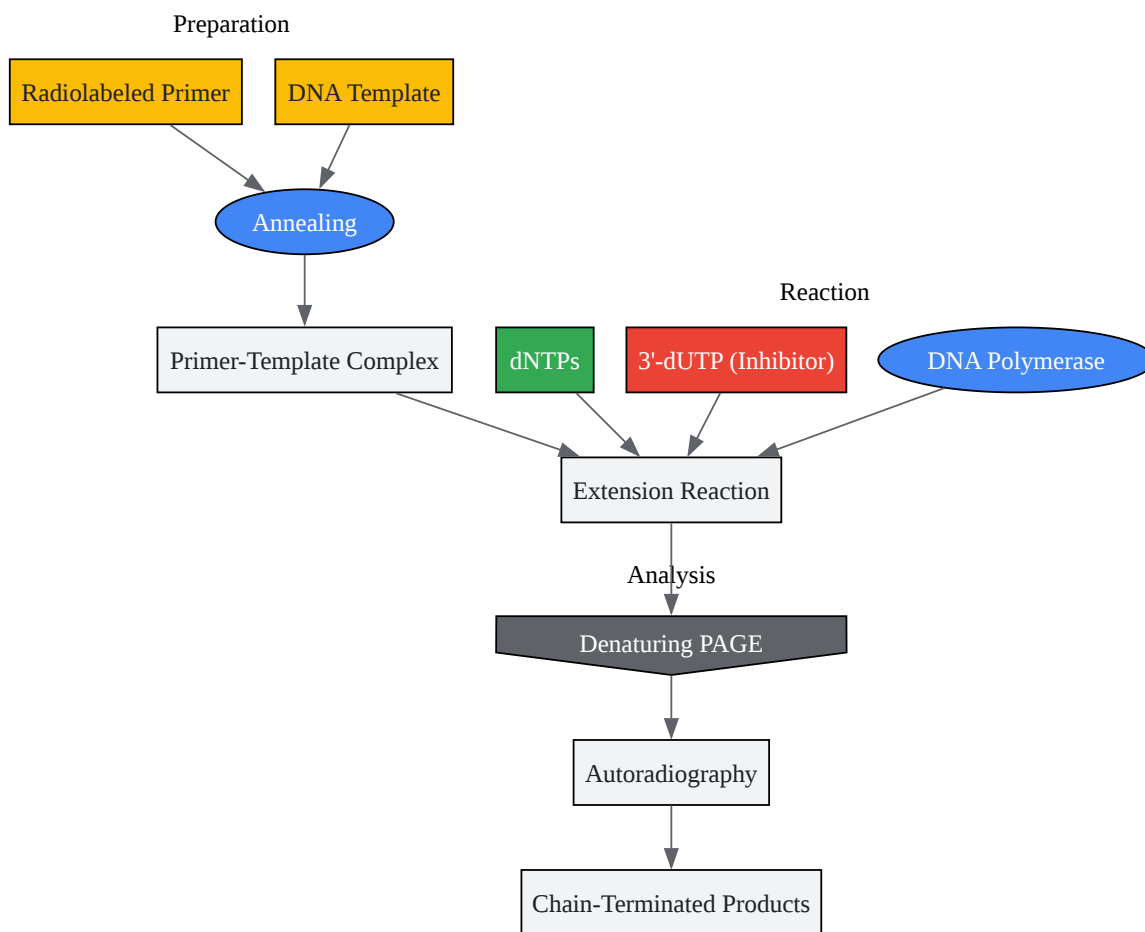 Preparation
Radiolabeled Primer
DNA Template
Annealing
Reaction
Primer-Template Complex
dNTPs
3'-dUTP (Inhibitor)
DNA Polymerase
Extension Reaction
Analysis
Denaturing PAGE
Autoradiography
Chain-Terminated Products